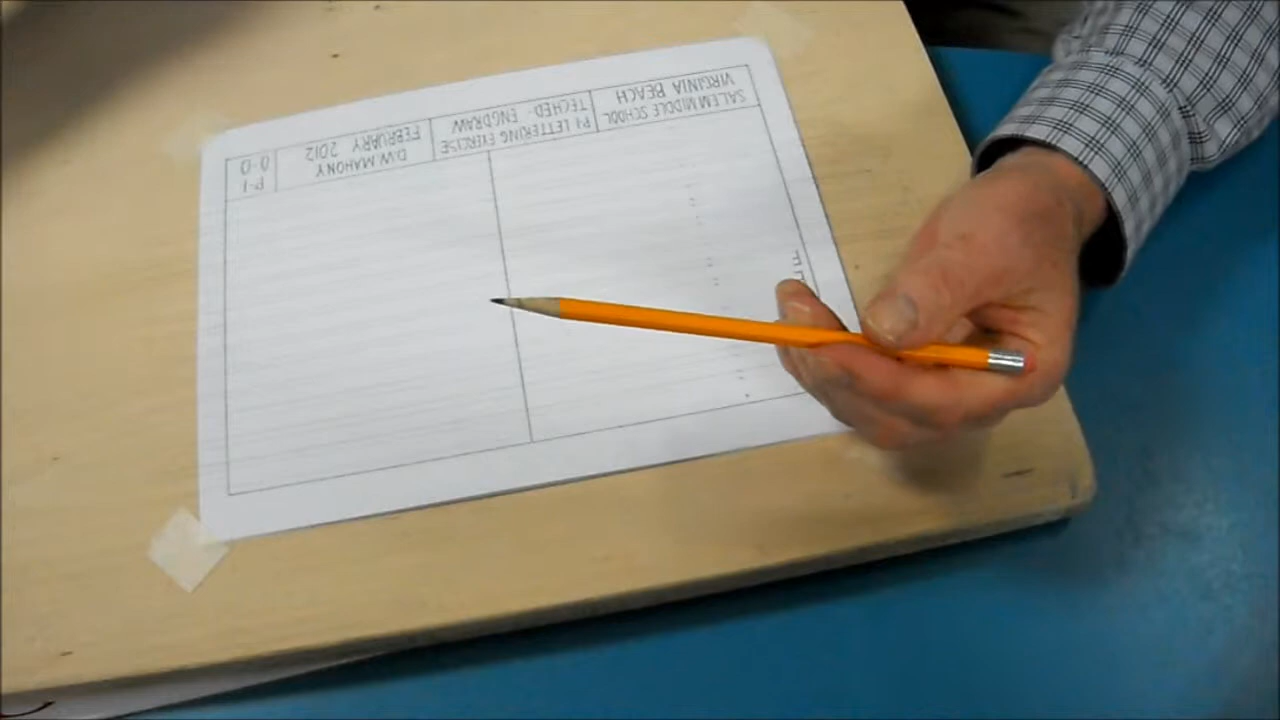 SALEM MIDDLE SCHOOL
VIRGINIA BEACH
P-1 LETTERING EXERCISE
TECHED - ENGDRAW
D.W. MAHONY
FEBRUARY 2012
P-1
0-0